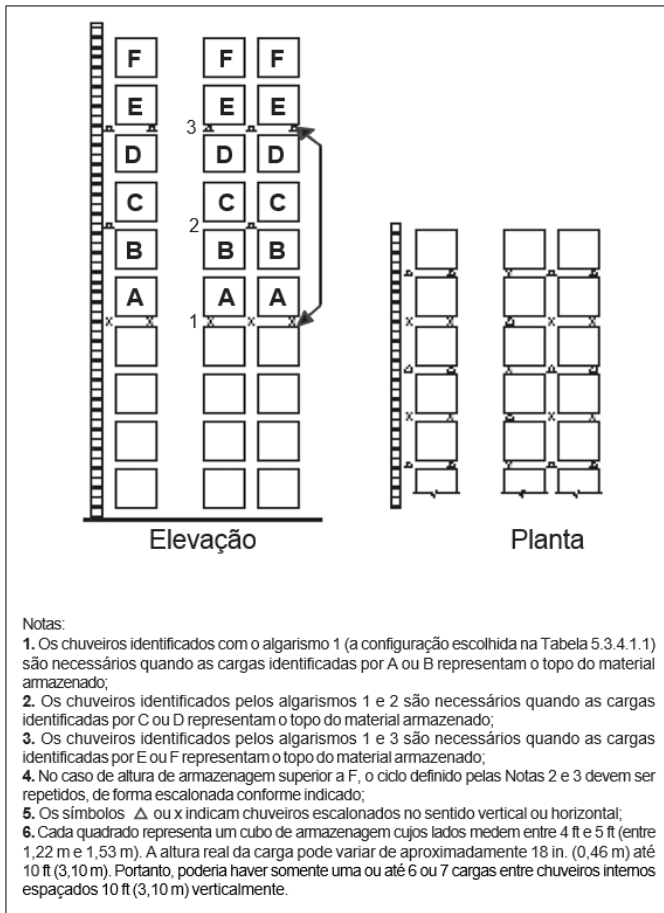 F F F
E E E
3
D D D
C C C
2
B B B
A A A
1
Elevação
Planta
Notas:
1. Os chuveiros identificados com o algarismo 1 (a configuração escolhida na Tabela 5.3.4.1.1)
são necessários quando as cargas identificadas por A ou B representam o topo do material
armazenado;
2. Os chuveiros identificados pelos algarismos 1 e 2 são necessários quando as cargas
identificadas por C ou D representam o topo do material armazenado;
3. Os chuveiros identificados pelos algarismos 1 e 3 são necessários quando as cargas
identificadas por E ou F representam o topo do material armazenado;
4. No caso de altura de armazenagem superior a F, o ciclo definido pelas Notas 2 e 3 devem ser
repetidos, de forma escalonada conforme indicado;
5. Os símbolos △ ou x indicam chuveiros escalonados no sentido vertical ou horizontal;
6. Cada quadrado representa um cubo de armazenagem cujos lados medem entre 4 ft e 5 ft (entre
1,22 m e 1,53 m). A altura real da carga pode variar de aproximadamente 18 in. (0,46 m) até
10 ft (3,10 m). Portanto, poderia haver somente uma ou até 6 ou 7 cargas entre chuveiros internos
espaçados 10 ft (3,10 m) verticalmente.